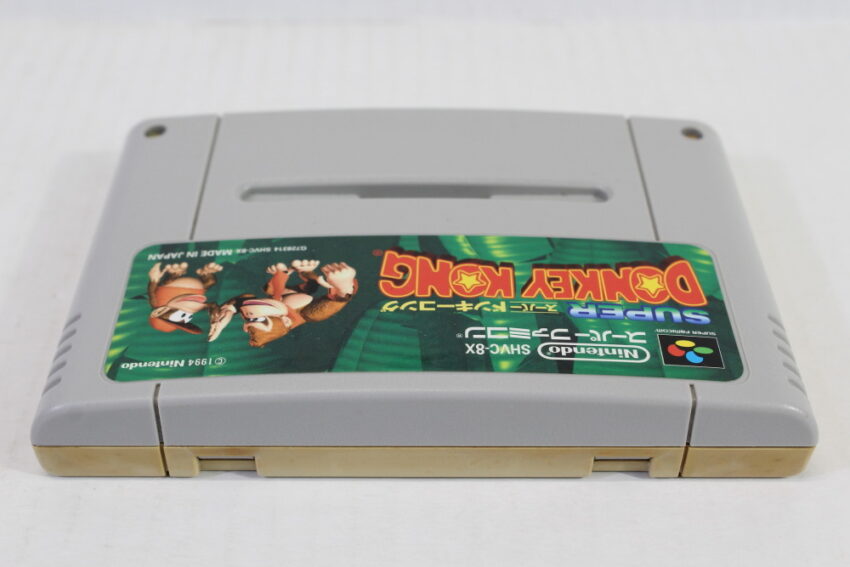 SUPER Famicom
Nintendo SHVC-8X
スーパーファミコン®
SUPER スーパードンキーコング
DONKEY KONG®
© 1994 Nintendo
G728314 SHVC-8X MADE IN JAPAN